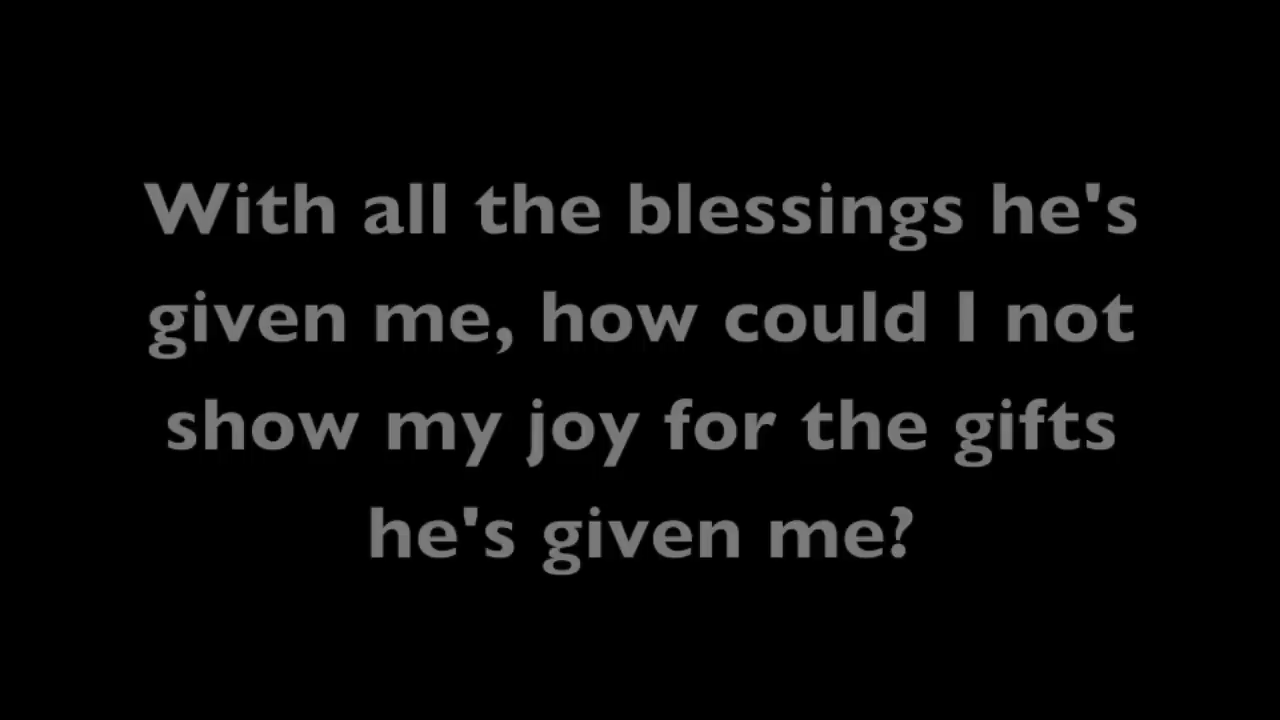 With all the blessings he's
given me, how could I not
show my joy for the gifts
he's given me?